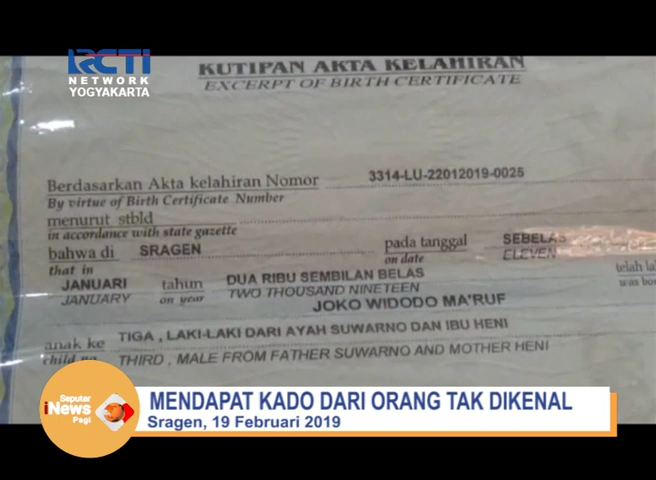 RCTI
NETWORK
YOGYAKARTA
KUTIPAN AKTA KELAHIRAN
EXCERPT OF BIRTH CERTIFICATE
Berdasarkan Akta kelahiran Nomor 3314-LU-22012019-0025
By virtue of Birth Certificate Number
menurut stbld
in accordance with state gazette
bahwa di SRAGEN pada tanggal SEBELAS
that in on date ELEVEN
JANUARI tahun DUA RIBU SEMBILAN BELAS telah
JANUARY on year TWO THOUSAND NINETEEN was
JOKO WIDODO MA'RUF
anak ke TIGA , LAKI-LAKI DARI AYAH SUWARNO DAN IBU HENI
child no THIRD , MALE FROM FATHER SUWARNO AND MOTHER HENI
Seputar
iNews
Pagi
MENDAPAT KADO DARI ORANG TAK DIKENAL
Sragen, 19 Februari 2019